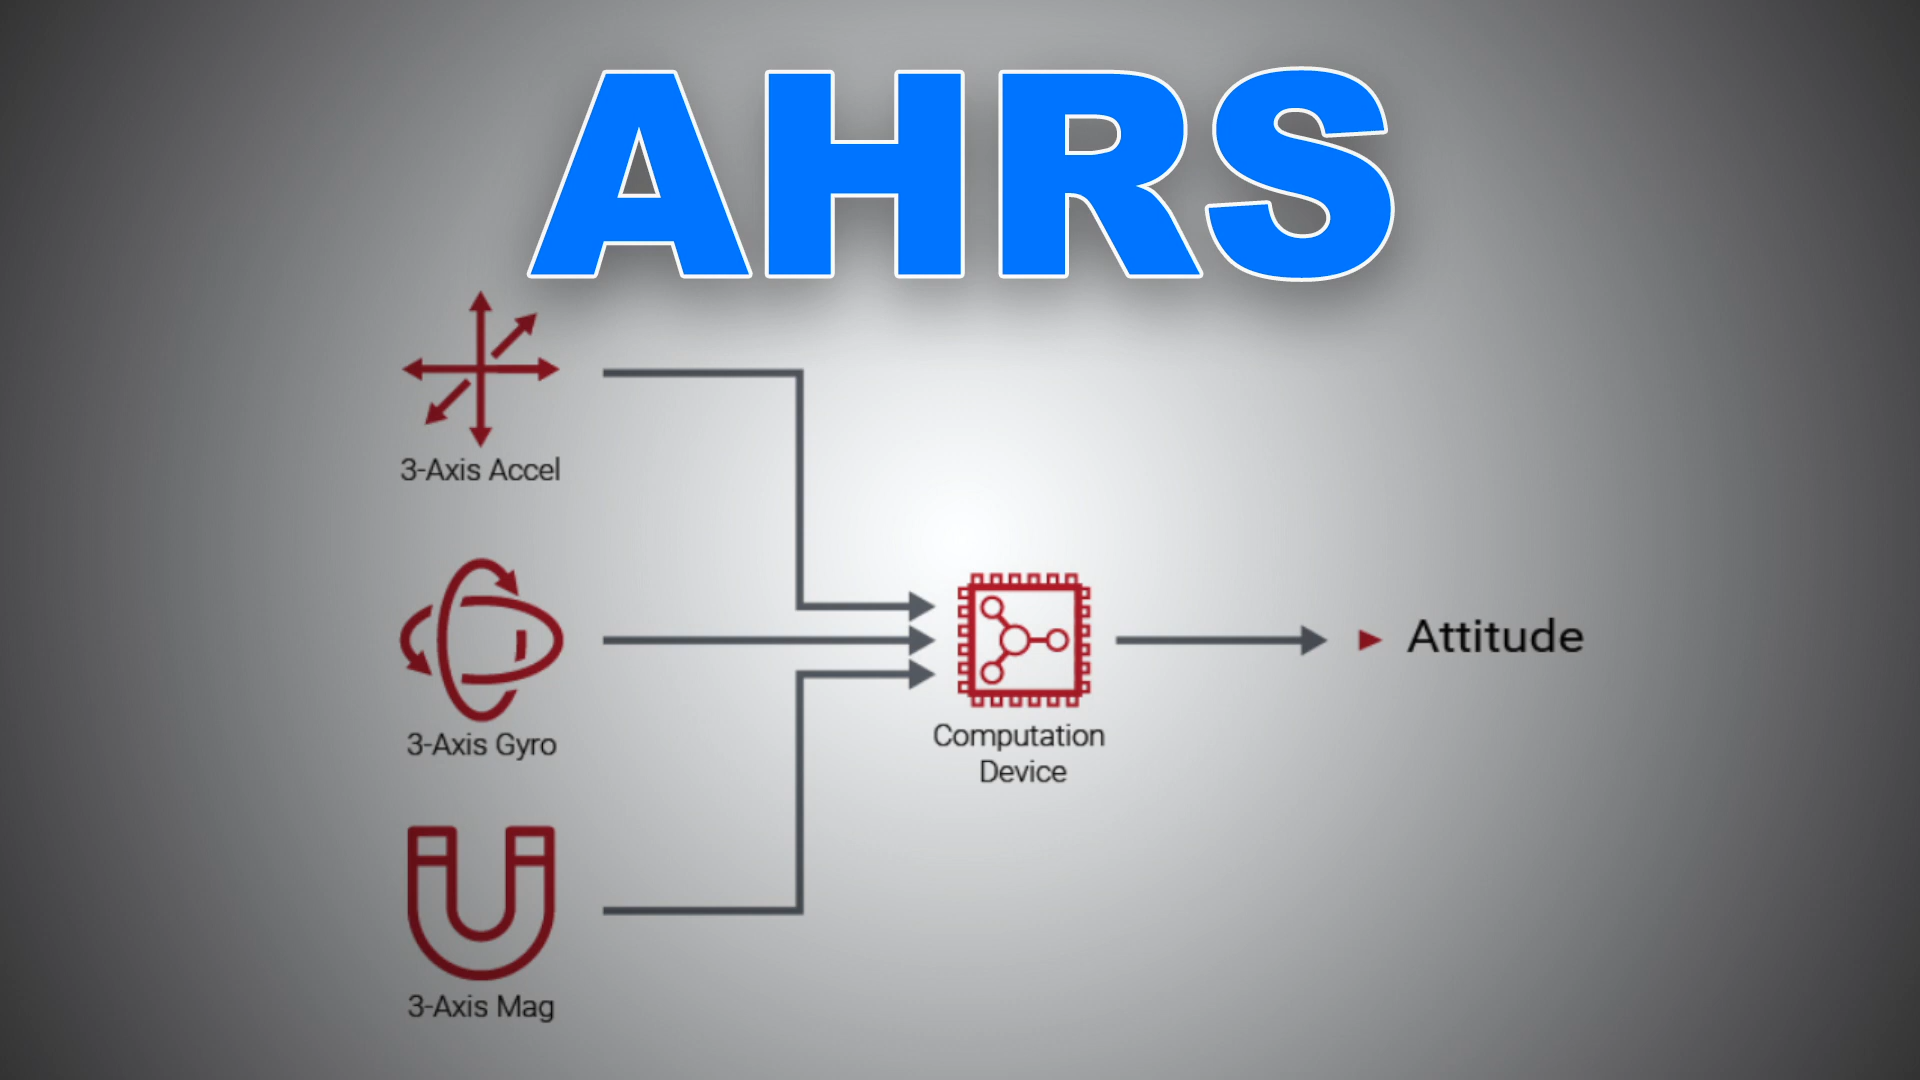 AHRS
3-Axis Accel
3-Axis Gyro
3-Axis Mag
Computation
Device
Attitude